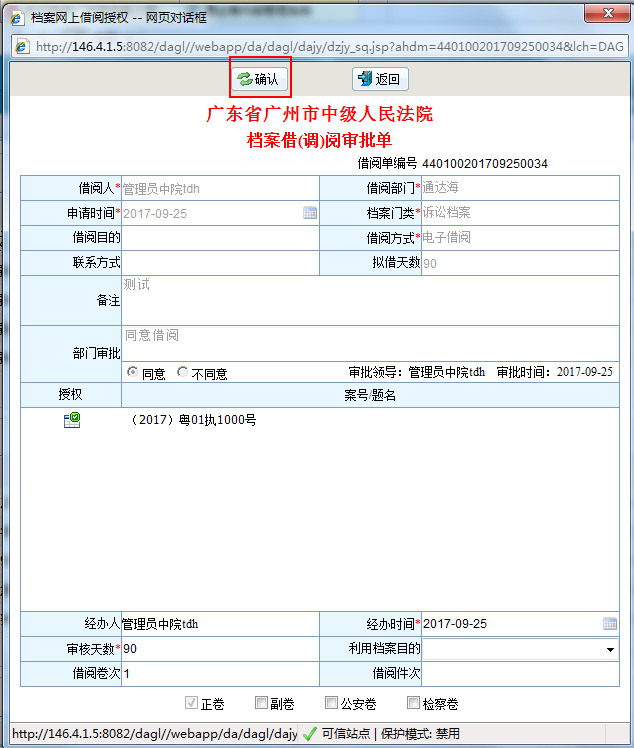 档案网上借阅授权 -- 网页对话框
http://146.4.1.5:8082/dagl//webapp/da/dagl/dajy/dzjy_sq.jsp?ahdm=440100201709250034&lch=DAG
确认 返回
广东省广州市中级人民法院
档案借(调)阅审批单
借阅单编号 440100201709250034
借阅人* 管理员中院tdh 借阅部门* 通达海
申请时间* 2017-09-25 档案门类* 诉讼档案
借阅目的 借阅方式* 电子借阅
联系方式 拟借天数 90
备注 测试
部门审批 同意借阅
同意 不同意 审批领导：管理员中院tdh 审批时间：2017-09-25
授权 案号/题名
（2017）粤01执1000号
经办人 管理员中院tdh 经办时间* 2017-09-25
审核天数* 90 利用档案目的
借阅卷次 1 借阅件次
正卷 副卷 公安卷 检察卷
http://146.4.1.5:8082/dagl//webapp/da/dagl/dajy 可信站点 | 保护模式: 禁用